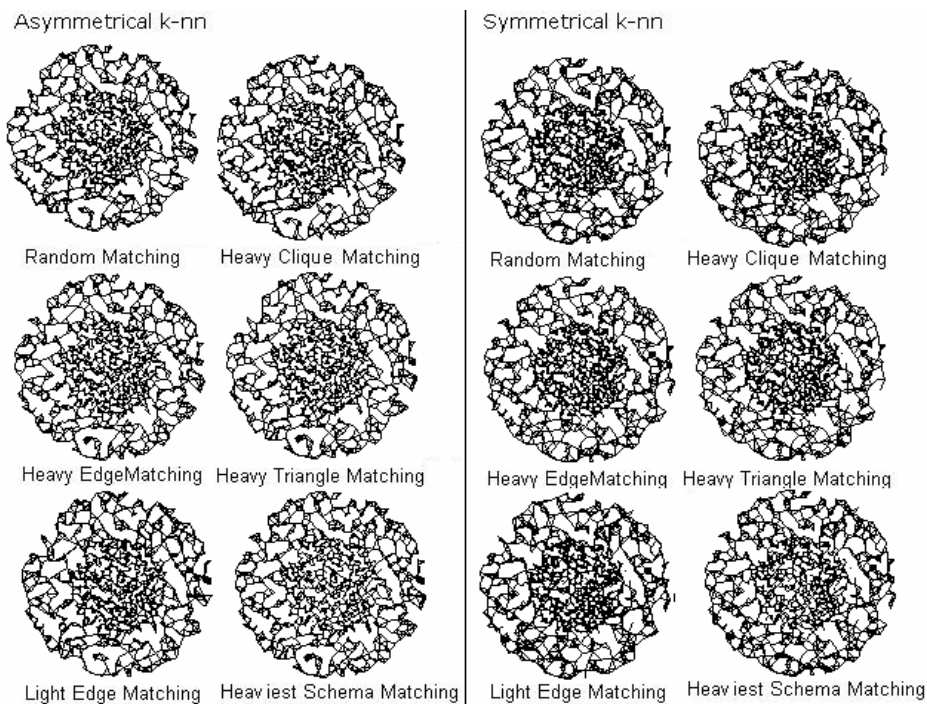 Asymmetrical k-nn
Random Matching
Heavy Clique Matching
Heavy EdgeMatching
Heavy Triangle Matching
Light Edge Matching
Heaviest Schema Matching
Symmetrical k-nn
Random Matching
Heavy Clique Matching
Heavy EdgeMatching
Heavy Triangle Matching
Light Edge Matching
Heaviest Schema Matching